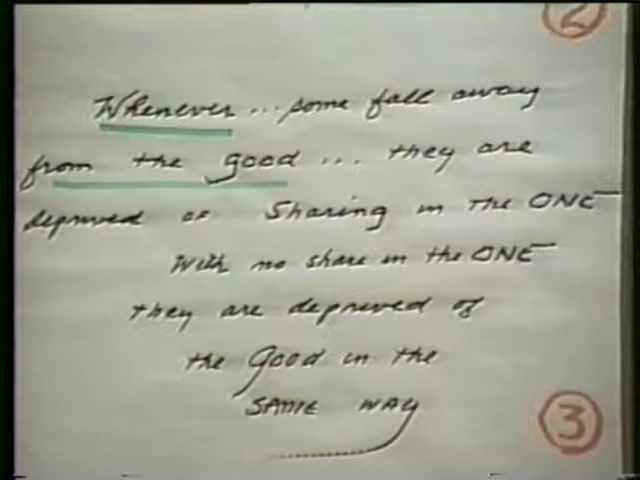 2
Whenever ... some fall away
from the good ... they are
deprived of Sharing in the ONE
With no share in the ONE
they are deprived of
the Good in the
SAME WAY
3